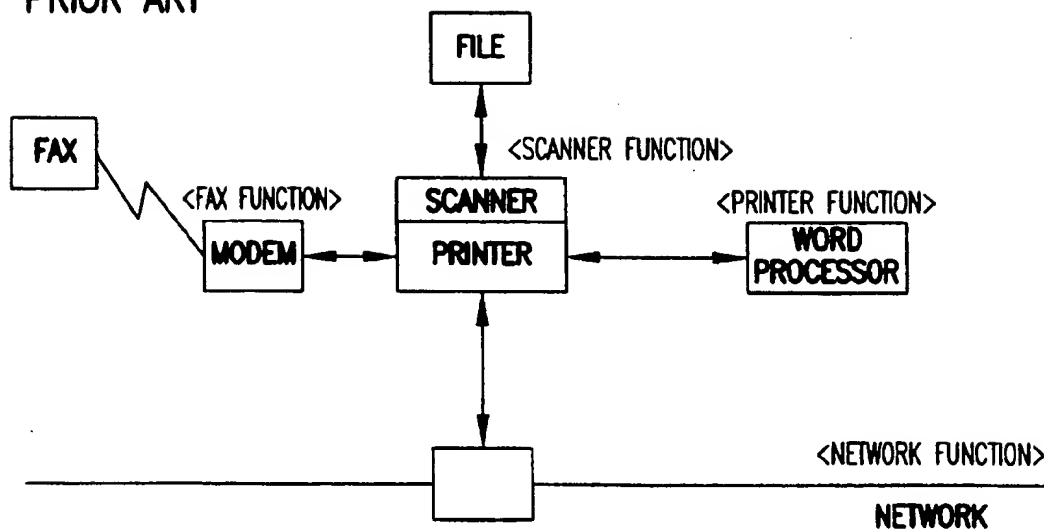 PRIOR ART
FILE
<SCANNER FUNCTION>
FAX
<FAX FUNCTION>
SCANNER
<PRINTER FUNCTION>
MODEM
PRINTER
WORD
PROCESSOR
<NETWORK FUNCTION>
NETWORK